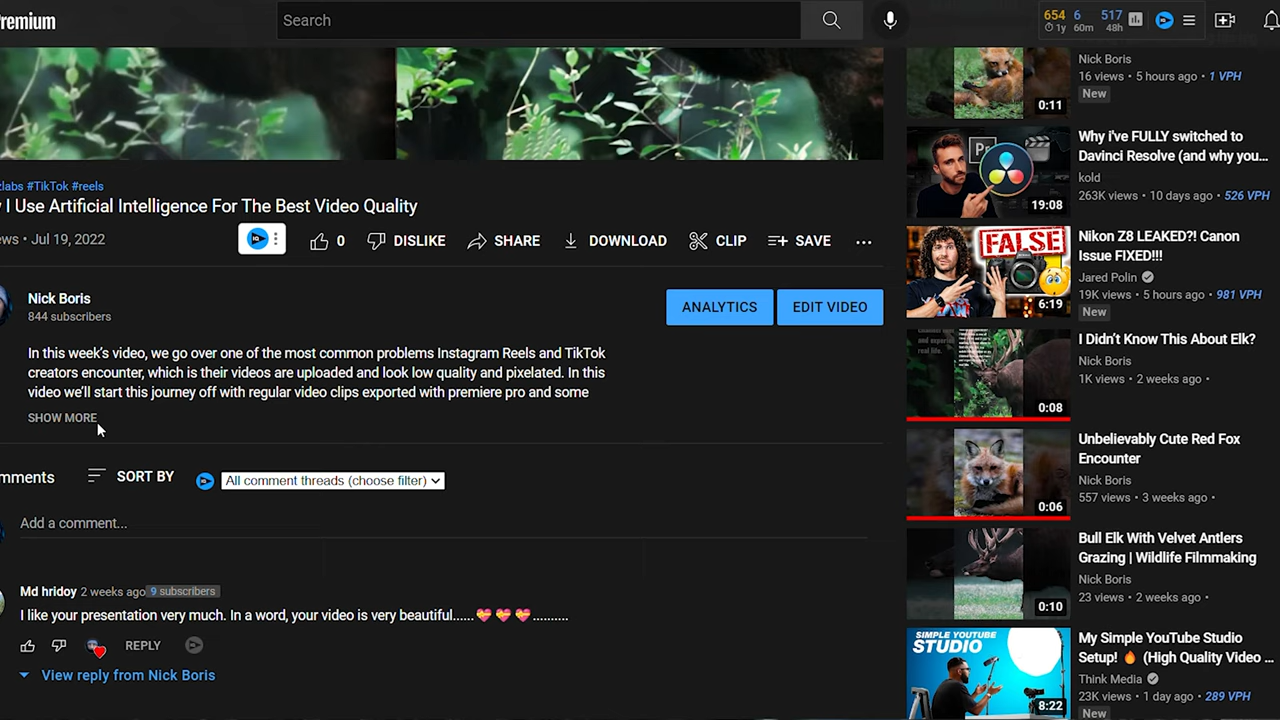 Premium
Search
654 6 517
1y 60m 48h
labs #TikTok #reels
I Use Artificial Intelligence For The Best Video Quality
ws • Jul 19, 2022
IQ
0
DISLIKE
SHARE
DOWNLOAD
CLIP
SAVE
Nick Boris
844 subscribers
ANALYTICS
EDIT VIDEO
In this week's video, we go over one of the most common problems Instagram Reels and TikTok
creators encounter, which is their videos are uploaded and look low quality and pixelated. In this
video we'll start this journey off with regular video clips exported with premiere pro and some
SHOW MORE
mments
SORT BY
All comment threads (choose filter)
Add a comment...
Md hridoy 2 weeks ago 9 subscribers
I like your presentation very much. In a word, your video is very beautiful...... 💝 💝 💝 ..........
REPLY
View reply from Nick Boris
0:11
Nick Boris
16 views • 5 hours ago • 1 VPH
New
Pr
19:08
Why i've FULLY switched to
Davinci Resolve (and why you...
kold
263K views • 10 days ago • 526 VPH
FALSE
6:19
Nikon Z8 LEAKED?! Canon
Issue FIXED!!!
Jared Polin
19K views • 5 hours ago • 981 VPH
New
0:08
I Didn't Know This About Elk?
Nick Boris
1K views • 2 weeks ago •
0:06
Unbelievably Cute Red Fox
Encounter
Nick Boris
557 views • 3 weeks ago •
0:10
Bull Elk With Velvet Antlers
Grazing | Wildlife Filmmaking
Nick Boris
23 views • 2 weeks ago •
SIMPLE YOUTUBE
STUDIO
8:22
My Simple YouTube Studio
Setup! 🔥 (High Quality Video ...
Think Media
23K views • 1 day ago • 289 VPH
New